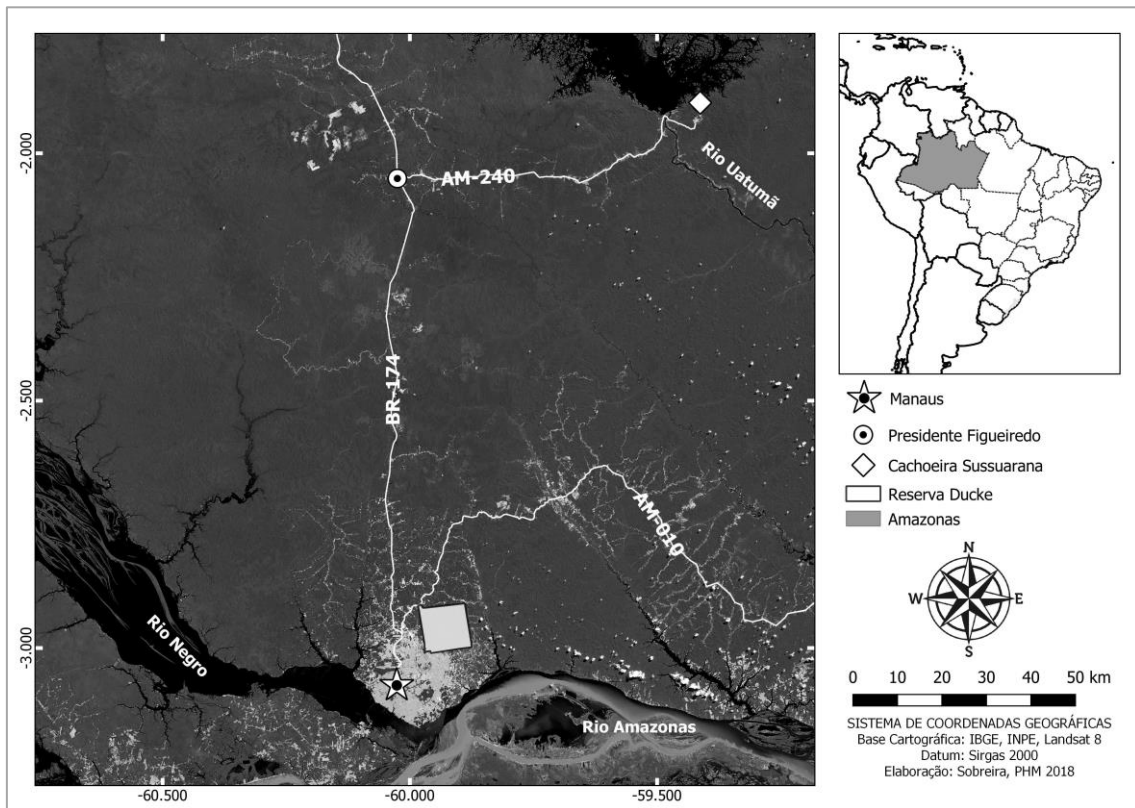 AM-240
Rio Uatumã
BR-174
AM-010
Rio Negro
Rio Amazonas
-2.000
-2.500
-3.000
-60.500
-60.000
-59.500
Manaus
Presidente Figueiredo
Cachoeira Sussuarana
Reserva Ducke
Amazonas
N
W
E
S
0 10 20 30 40 50 km
SISTEMA DE COORDENADAS GEOGRÁFICAS
Base Cartográfica: IBGE, INPE, Landsat 8
Datum: Sirgas 2000
Elaboração: Sobreira, PHM 2018